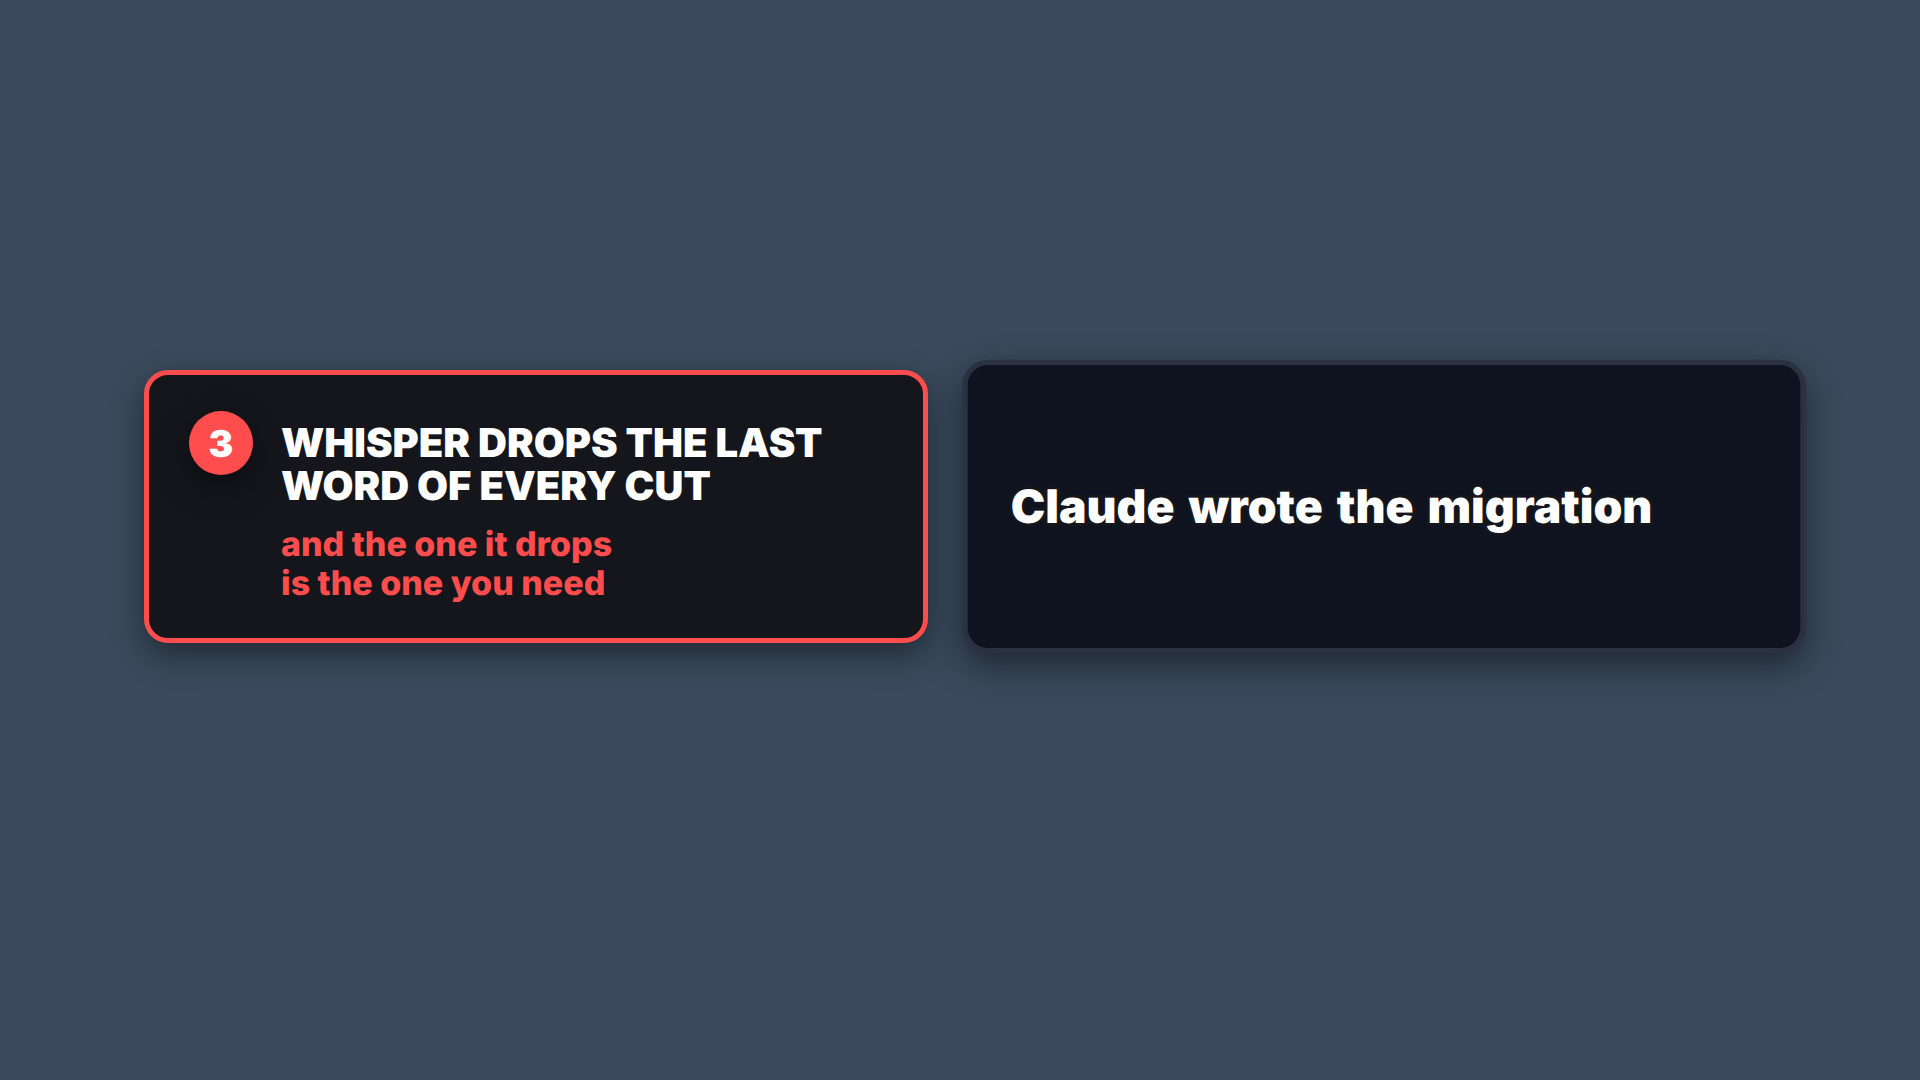 3
WHISPER DROPS THE LAST
WORD OF EVERY CUT
and the one it drops
is the one you need
Claude wrote the migration